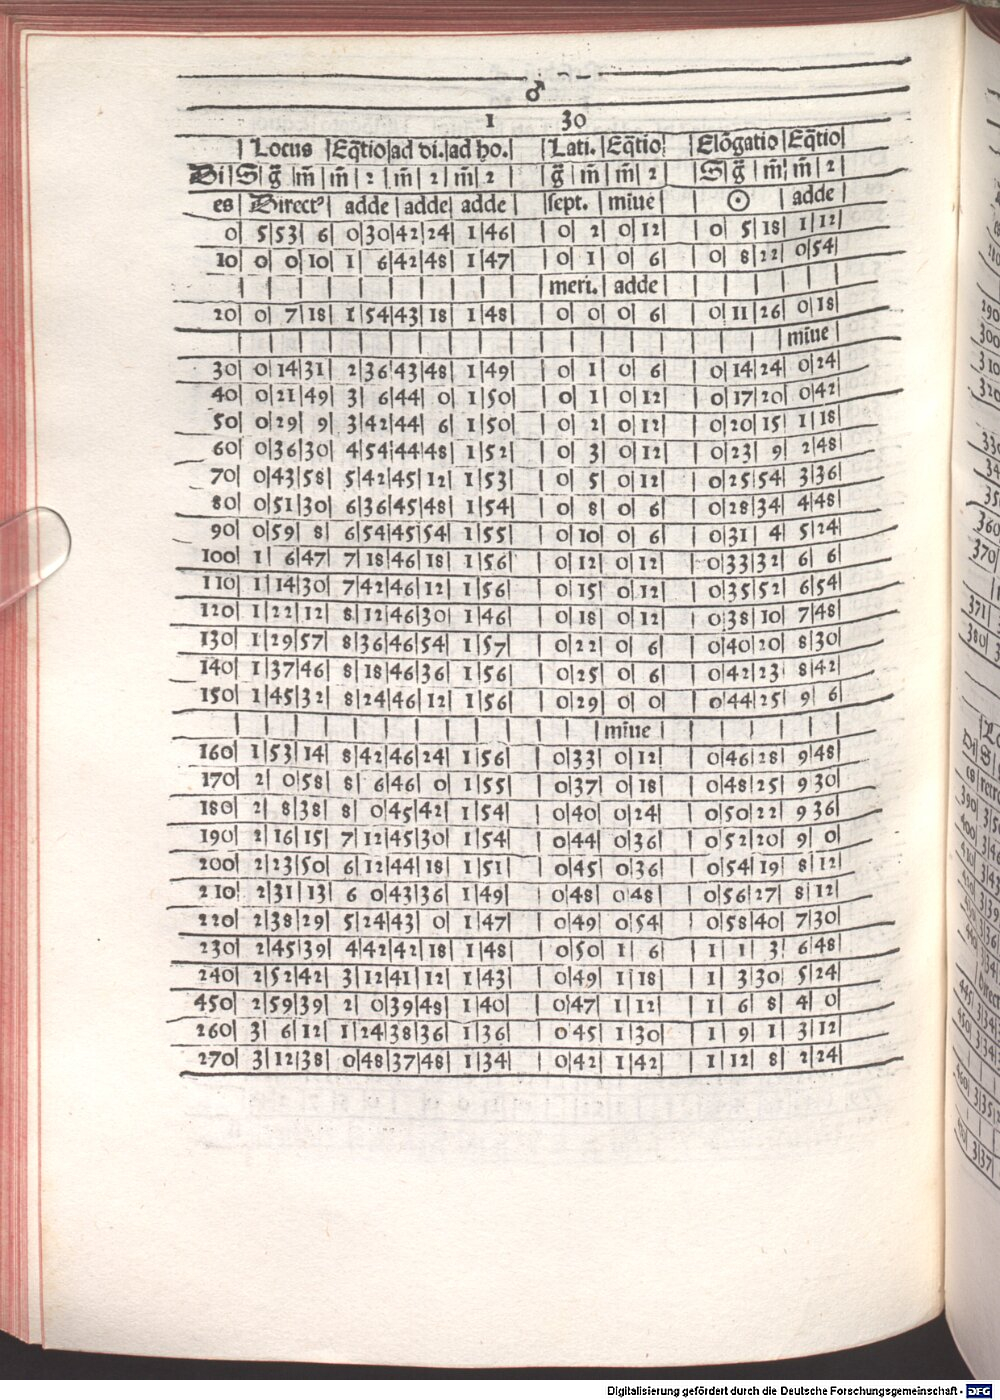 ♂
1 30
| Locus | Eq̃tio | ad di. | ad ho. | | Lati. | Eq̃tio | | Elõgatio | Eq̃tio |
Di | S | g̃ | m̃ | m̃ | 2 | m̃ | 2 | m̃ | 2 | | g̃ | m̃ | m̃ | 2 | | S | g̃ | m̃ | m̃ | 2 |
es | Direct⁹ | adde | adde | adde | | sept. | miue | | ☉ | adde |
0 | 5 | 53 | 6 | 0 | 30 | 42 | 24 | 1 | 46 | | 0 | 2 | 0 | 12 | | 0 | 5 | 18 | 1 | 12 |
10 | 0 | 0 | 10 | 1 | 6 | 42 | 48 | 1 | 47 | | 0 | 1 | 0 | 6 | | 0 | 8 | 22 | 0 | 54 |
| meri. | adde |
20 | 0 | 7 | 18 | 1 | 54 | 43 | 18 | 1 | 48 | | 0 | 0 | 0 | 6 | | 0 | 11 | 26 | 0 | 18 |
| miue |
30 | 0 | 14 | 31 | 2 | 36 | 43 | 48 | 1 | 49 | | 0 | 1 | 0 | 6 | | 0 | 14 | 24 | 0 | 24 |
40 | 0 | 21 | 49 | 3 | 6 | 44 | 0 | 1 | 50 | | 0 | 1 | 0 | 12 | | 0 | 17 | 20 | 0 | 42 |
50 | 0 | 29 | 9 | 3 | 42 | 44 | 6 | 1 | 50 | | 0 | 2 | 0 | 12 | | 0 | 20 | 15 | 1 | 18 |
60 | 0 | 36 | 30 | 4 | 54 | 44 | 48 | 1 | 52 | | 0 | 3 | 0 | 12 | | 0 | 23 | 9 | 2 | 48 |
70 | 0 | 43 | 58 | 5 | 42 | 45 | 12 | 1 | 53 | | 0 | 5 | 0 | 12 | | 0 | 25 | 54 | 3 | 36 |
80 | 0 | 51 | 30 | 6 | 36 | 45 | 48 | 1 | 54 | | 0 | 8 | 0 | 6 | | 0 | 28 | 34 | 4 | 48 |
90 | 0 | 59 | 8 | 6 | 54 | 45 | 54 | 1 | 55 | | 0 | 10 | 0 | 6 | | 0 | 31 | 4 | 5 | 24 |
100 | 1 | 6 | 47 | 7 | 18 | 46 | 18 | 1 | 56 | | 0 | 12 | 0 | 12 | | 0 | 33 | 32 | 6 | 6 |
110 | 1 | 14 | 30 | 7 | 42 | 46 | 12 | 1 | 56 | | 0 | 15 | 0 | 12 | | 0 | 35 | 52 | 6 | 54 |
120 | 1 | 22 | 12 | 8 | 12 | 46 | 30 | 1 | 46 | | 0 | 18 | 0 | 12 | | 0 | 38 | 10 | 7 | 48 |
130 | 1 | 29 | 57 | 8 | 36 | 46 | 54 | 1 | 57 | | 0 | 22 | 0 | 6 | | 0 | 40 | 20 | 8 | 30 |
140 | 1 | 37 | 46 | 8 | 18 | 46 | 36 | 1 | 56 | | 0 | 25 | 0 | 6 | | 0 | 42 | 23 | 8 | 42 |
150 | 1 | 45 | 32 | 8 | 24 | 46 | 12 | 1 | 56 | | 0 | 29 | 0 | 0 | | 0 | 44 | 25 | 9 | 6 |
| miue |
160 | 1 | 53 | 14 | 8 | 42 | 46 | 24 | 1 | 56 | | 0 | 33 | 0 | 12 | | 0 | 46 | 28 | 9 | 48 |
170 | 2 | 0 | 58 | 8 | 6 | 46 | 0 | 1 | 55 | | 0 | 37 | 0 | 18 | | 0 | 48 | 25 | 9 | 30 |
180 | 2 | 8 | 38 | 8 | 0 | 45 | 42 | 1 | 54 | | 0 | 40 | 0 | 24 | | 0 | 50 | 22 | 9 | 36 |
190 | 2 | 16 | 15 | 7 | 12 | 45 | 30 | 1 | 54 | | 0 | 44 | 0 | 36 | | 0 | 52 | 20 | 9 | 0 |
200 | 2 | 23 | 50 | 6 | 12 | 44 | 18 | 1 | 51 | | 0 | 45 | 0 | 36 | | 0 | 54 | 19 | 8 | 12 |
210 | 2 | 31 | 13 | 6 | 0 | 43 | 36 | 1 | 49 | | 0 | 48 | 0 | 48 | | 0 | 56 | 27 | 8 | 12 |
220 | 2 | 38 | 29 | 5 | 24 | 43 | 0 | 1 | 47 | | 0 | 49 | 0 | 54 | | 0 | 58 | 40 | 7 | 30 |
230 | 2 | 45 | 39 | 4 | 42 | 42 | 18 | 1 | 48 | | 0 | 50 | 1 | 6 | | 1 | 1 | 3 | 6 | 48 |
240 | 2 | 52 | 42 | 3 | 12 | 41 | 12 | 1 | 43 | | 0 | 49 | 1 | 18 | | 1 | 3 | 30 | 5 | 24 |
450 | 2 | 59 | 39 | 2 | 0 | 39 | 48 | 1 | 40 | | 0 | 47 | 1 | 12 | | 1 | 6 | 8 | 4 | 0 |
260 | 3 | 6 | 12 | 1 | 24 | 38 | 36 | 1 | 36 | | 0 | 45 | 1 | 30 | | 1 | 9 | 1 | 3 | 12 |
270 | 3 | 12 | 38 | 0 | 48 | 37 | 48 | 1 | 34 | | 0 | 42 | 1 | 42 | | 1 | 12 | 8 | 2 | 24 |
Digitalisierung gefördert durch die Deutsche Forschungsgemeinschaft - DFG